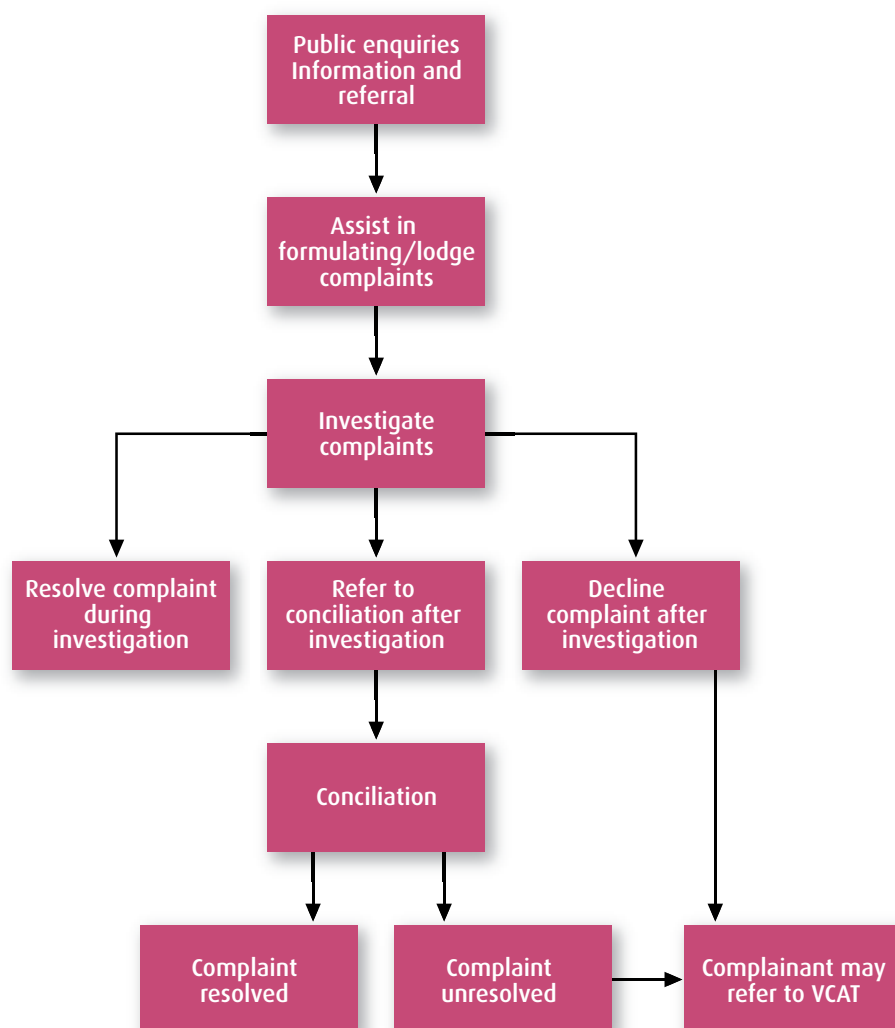 Public enquiries
Information and
referral
Assist in
formulating/lodge
complaints
Investigate
complaints
Resolve complaint
during
investigation
Refer to
conciliation after
investigation
Decline
complaint after
investigation
Conciliation
Complaint
resolved
Complaint
unresolved
Complainant may
refer to VCAT